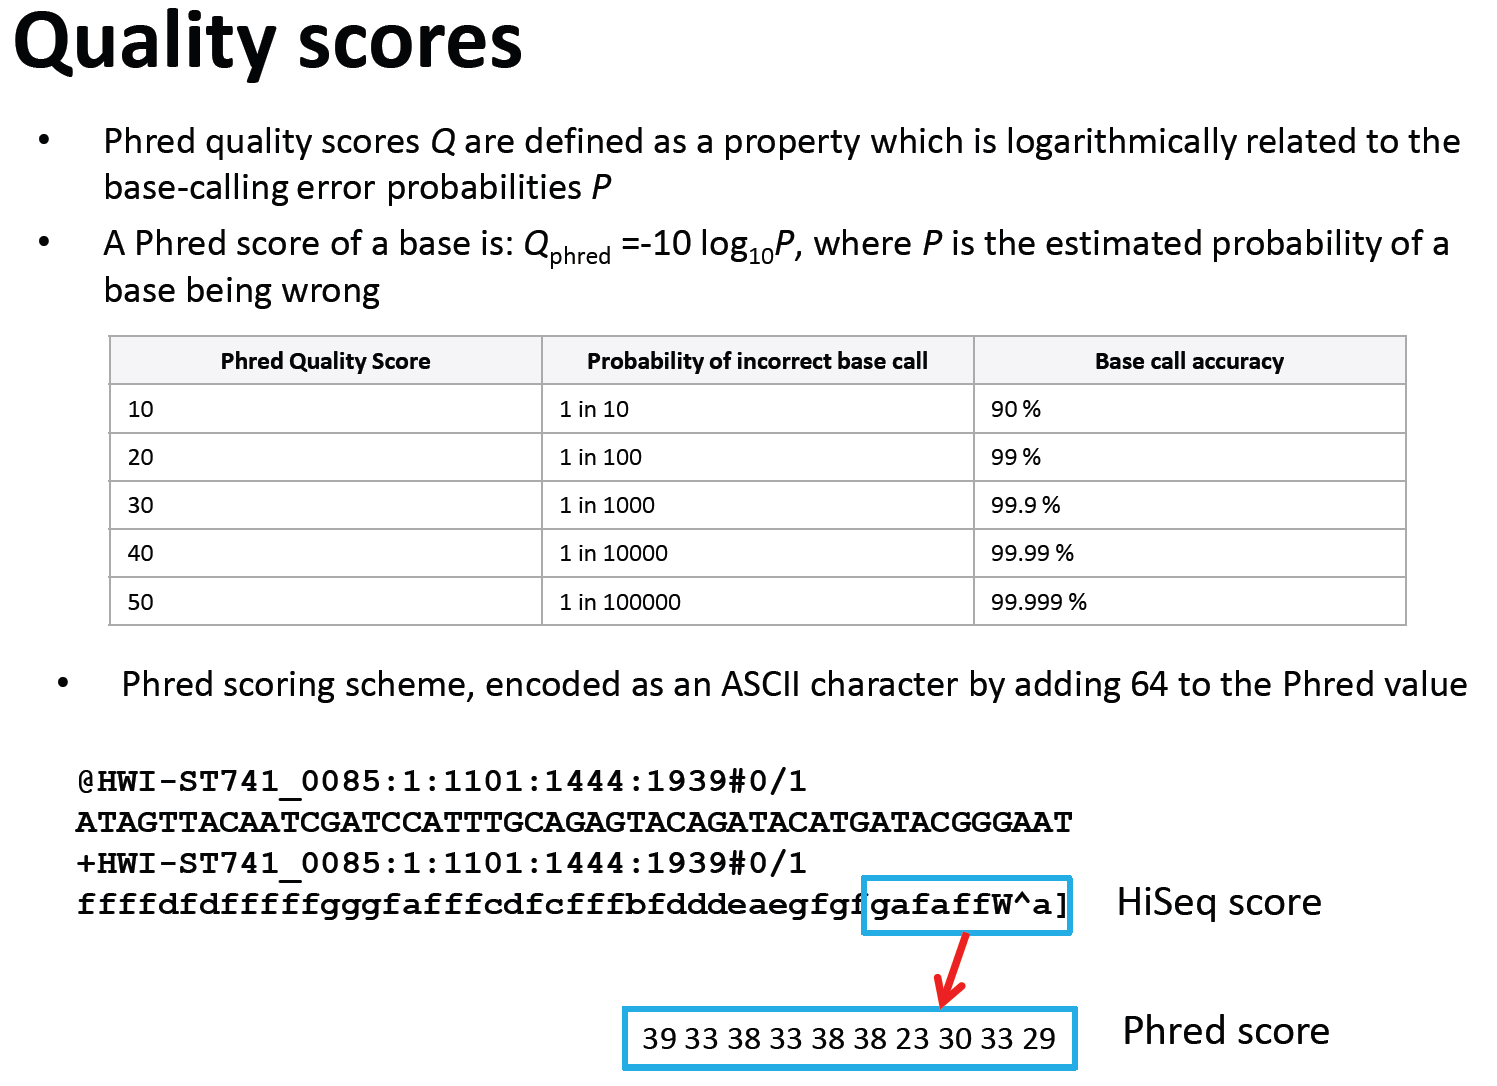 Quality scores
• Phred quality scores Q are defined as a property which is logarithmically related to the
base-calling error probabilities P
• A Phred score of a base is: Qphred =-10 log10P, where P is the estimated probability of a
base being wrong
Phred Quality Score Probability of incorrect base call Base call accuracy
10 1 in 10 90 %
20 1 in 100 99 %
30 1 in 1000 99.9 %
40 1 in 10000 99.99 %
50 1 in 100000 99.999 %
• Phred scoring scheme, encoded as an ASCII character by adding 64 to the Phred value
@HWI-ST741_0085:1:1101:1444:1939#0/1
ATAGTTACAATCGATCCATTTGCAGAGTACAGATACATGATACGGGAAT
+HWI-ST741_0085:1:1101:1444:1939#0/1
ffffdfdfffffgggfafffcdfcfffbfdddeaegfgfgafaffW^a] HiSeq score
39 33 38 33 38 38 23 30 33 29 Phred score